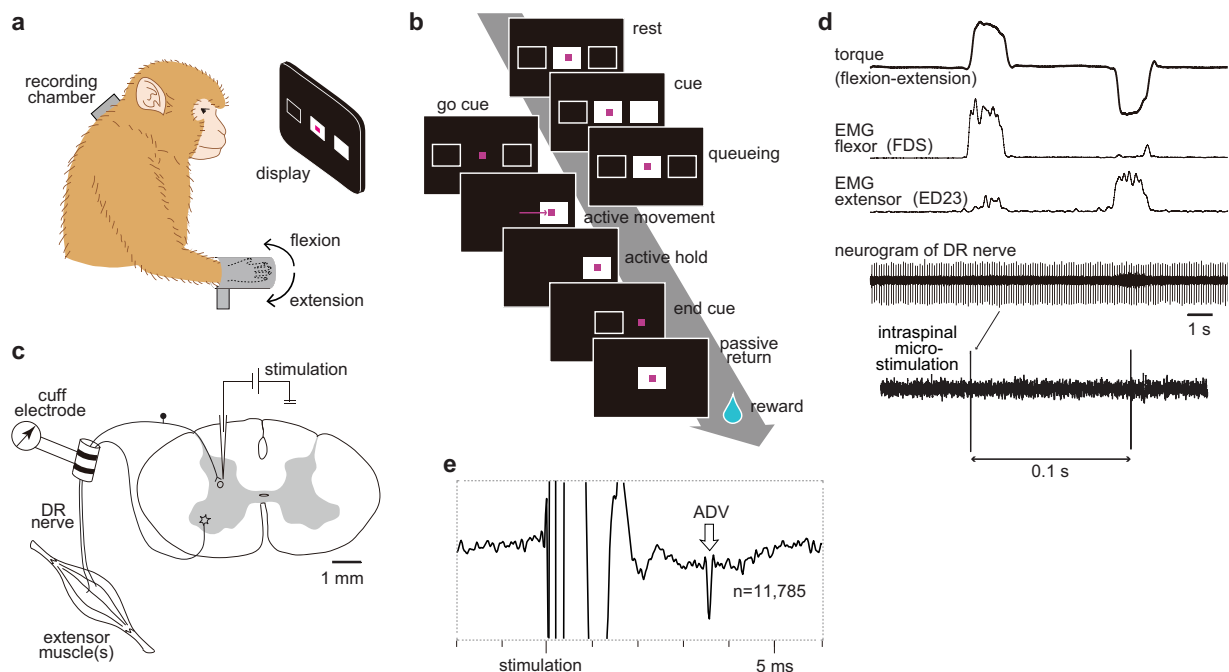 a
recording
chamber
display
flexion
extension
b
rest
cue
go cue
queueing
active movement
active hold
end cue
passive
return
reward
c
stimulation
cuff
electrode
DR
nerve
1 mm
extensor
muscle(s)
d
torque
(flexion-extension)
EMG
flexor (FDS)
EMG
extensor (ED23)
neurogram of DR nerve
1 s
intraspinal
micro-
stimulation
0.1 s
e
ADV
n=11,785
stimulation
5 ms